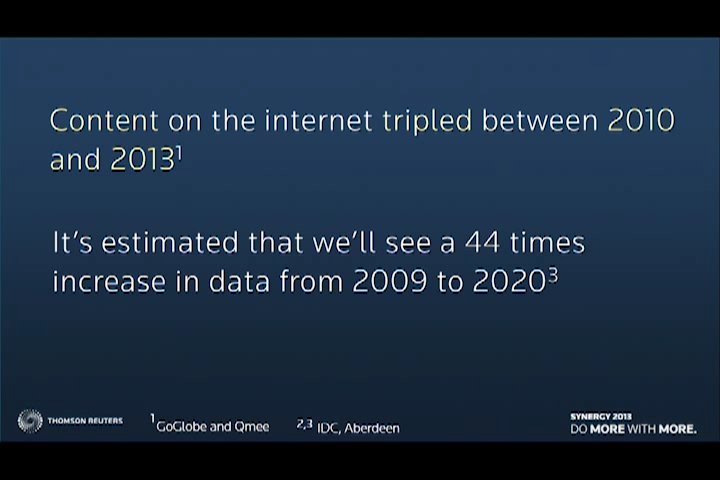 Content on the internet tripled between 2010
and 2013¹
It's estimated that we'll see a 44 times
increase in data from 2009 to 2020³
THOMSON REUTERS
¹GoGlobe and Qmee
²,³ IDC, Aberdeen
SYNERGY 2013
DO MORE WITH MORE.